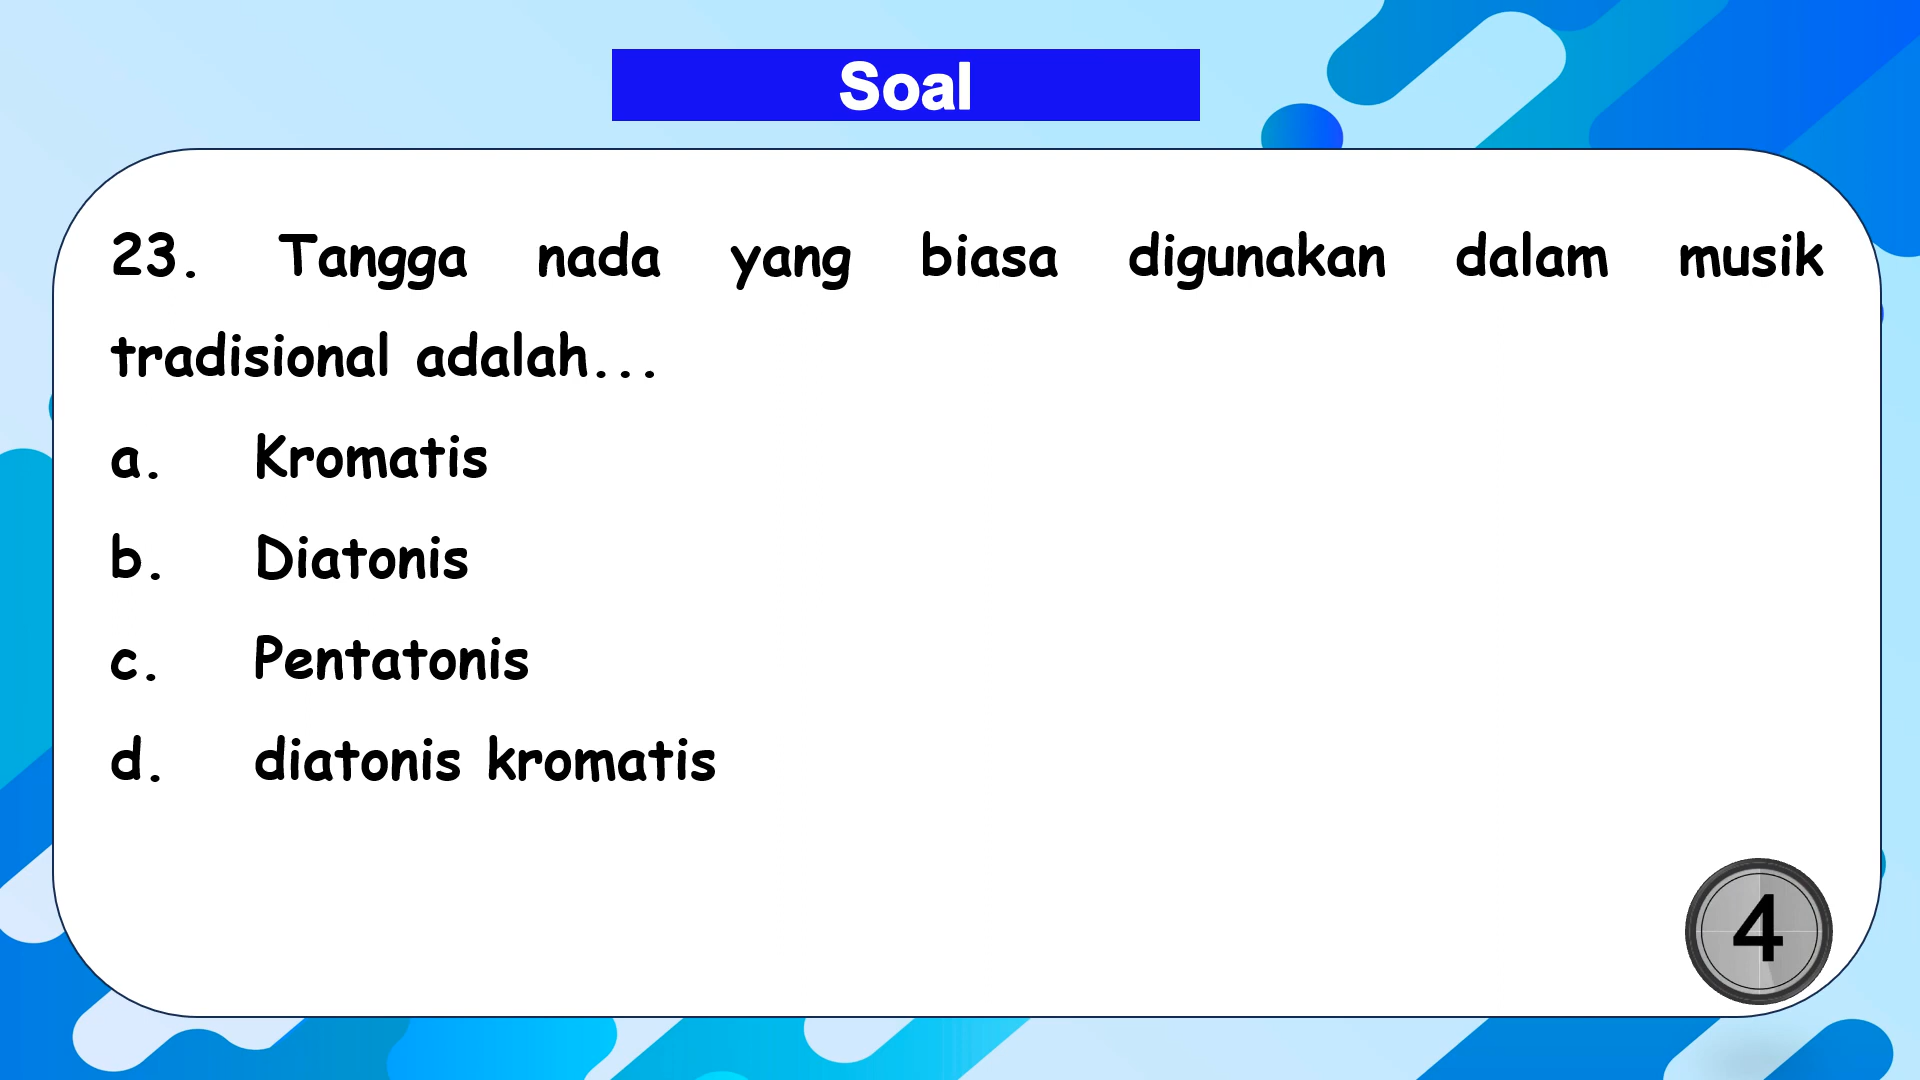 Soal
23. Tangga nada yang biasa digunakan dalam musik
tradisional adalah...
a. Kromatis
b. Diatonis
c. Pentatonis
d. diatonis kromatis
4